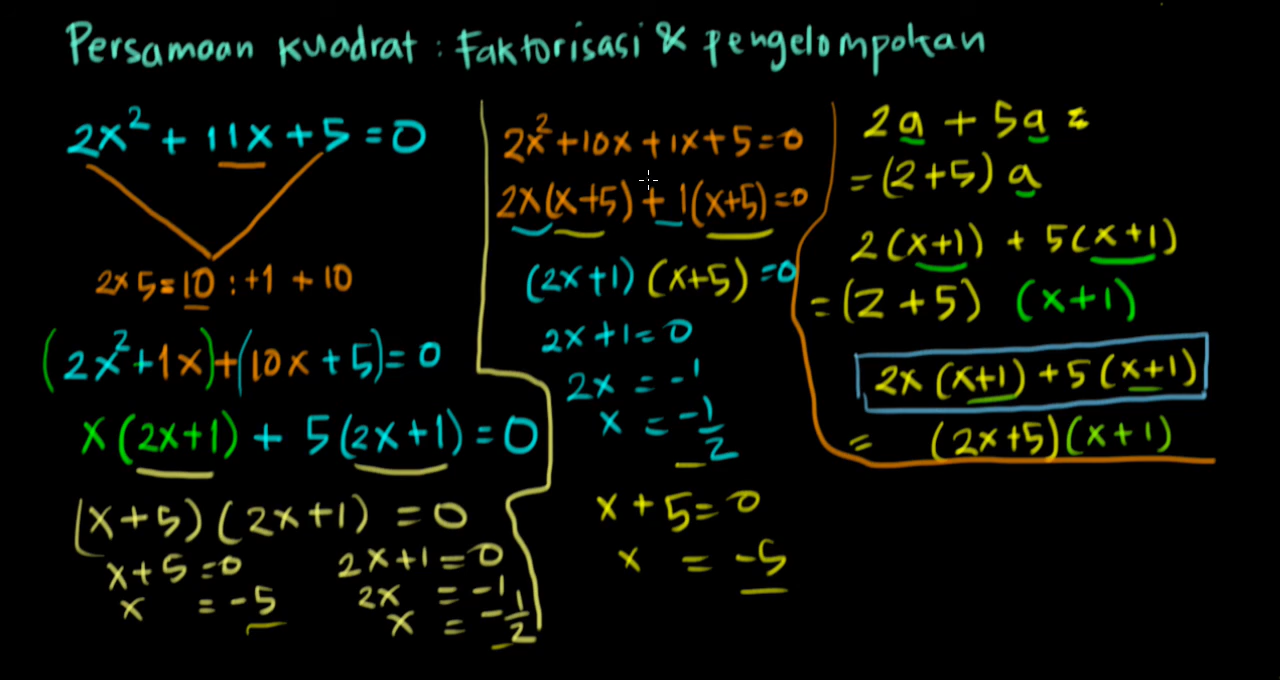 Persamaan kuadrat : Faktorisasi & pengelompokan
2x² + 11x + 5 = 0
2x5 = 10 : +1 +10
(2x² + 1x) + (10x + 5) = 0
x(2x+1) + 5(2x+1) = 0
(x+5)(2x+1) = 0
x+5 = 0
x = -5
2x+1 = 0
2x = -1
x = -1/2
2x² + 10x + 1x + 5 = 0
2x(x+5) + 1(x+5) = 0
(2x+1)(x+5) = 0
2x+1 = 0
2x = -1
x = -1/2
x + 5 = 0
x = -5
2a + 5a =
= (2+5) a
2(x+1) + 5(x+1)
= (2+5) (x+1)
2x(x+1) + 5(x+1)
= (2x+5)(x+1)